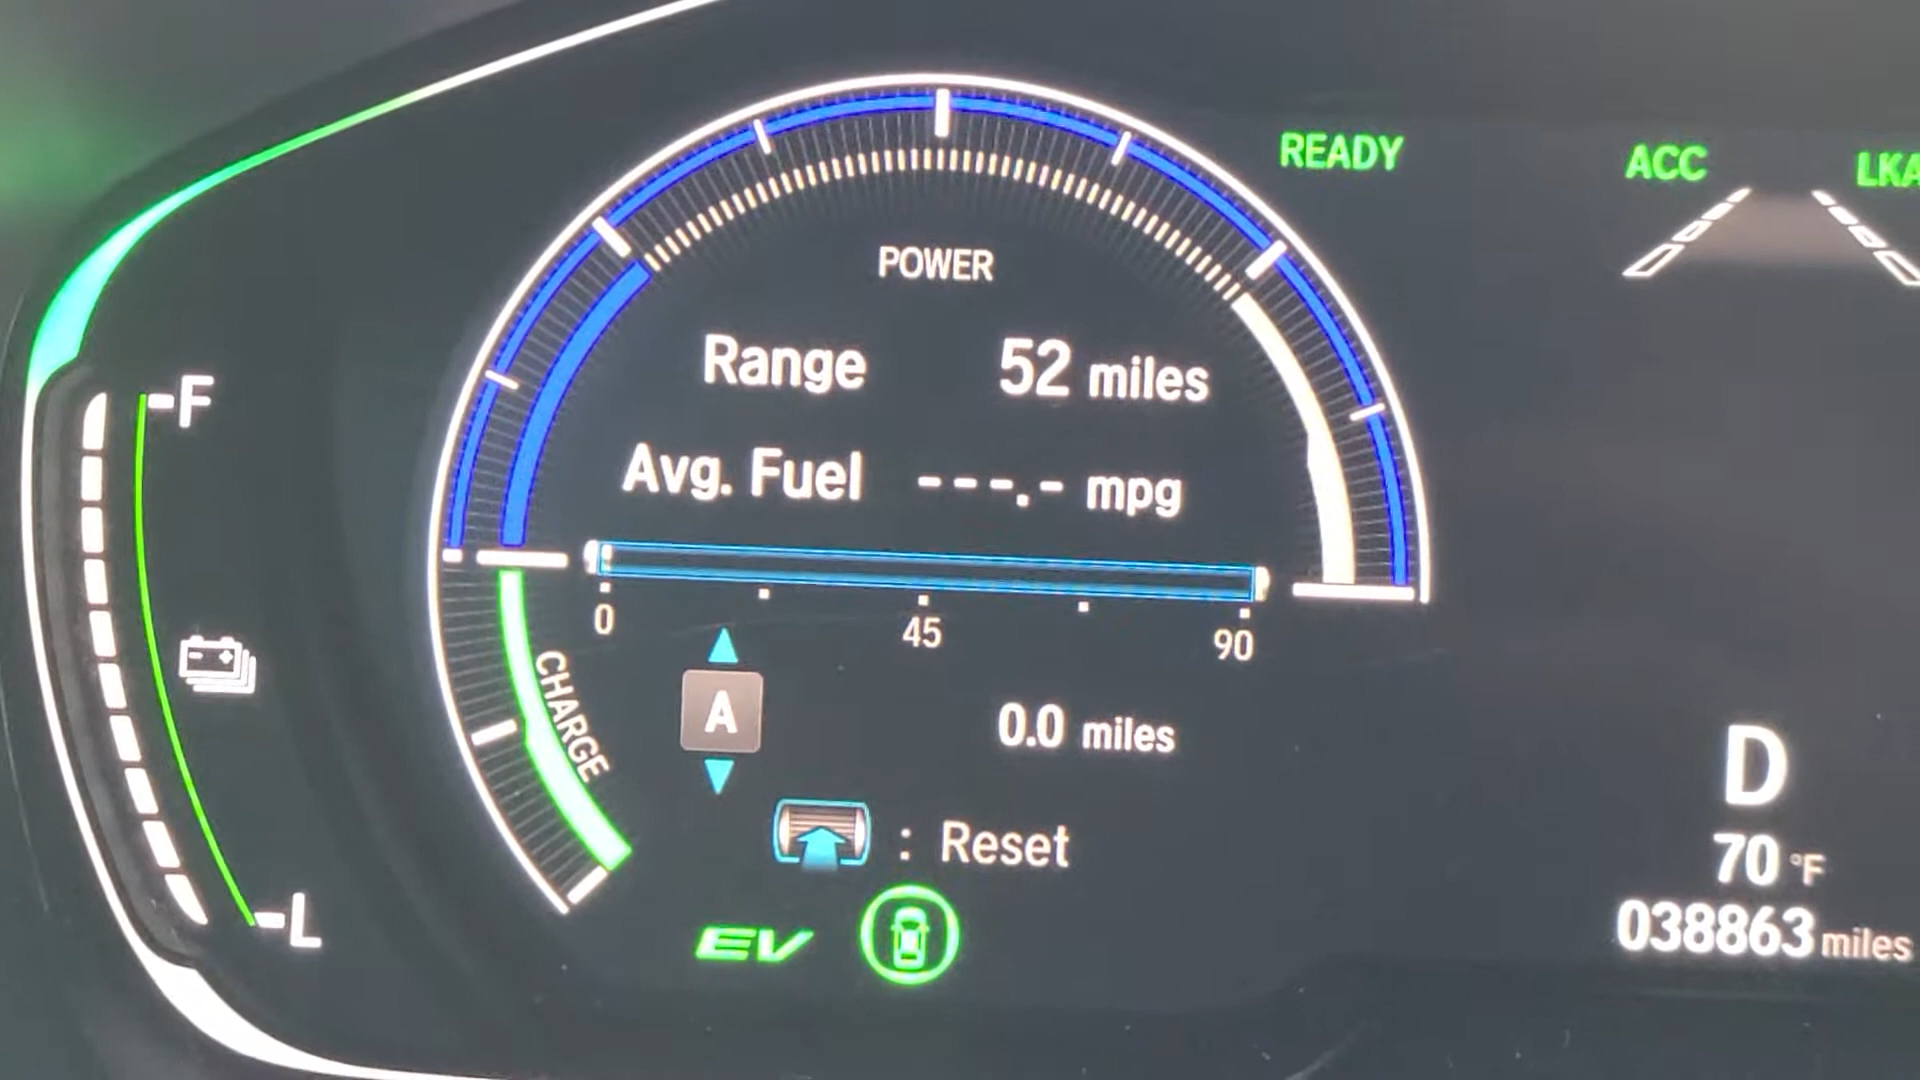 READY
ACC
LKA
POWER
Range 52 miles
Avg. Fuel ---.- mpg
0 45 90
F
L
CHARGE
A 0.0 miles
: Reset
EV
D
70 °F
038863 miles